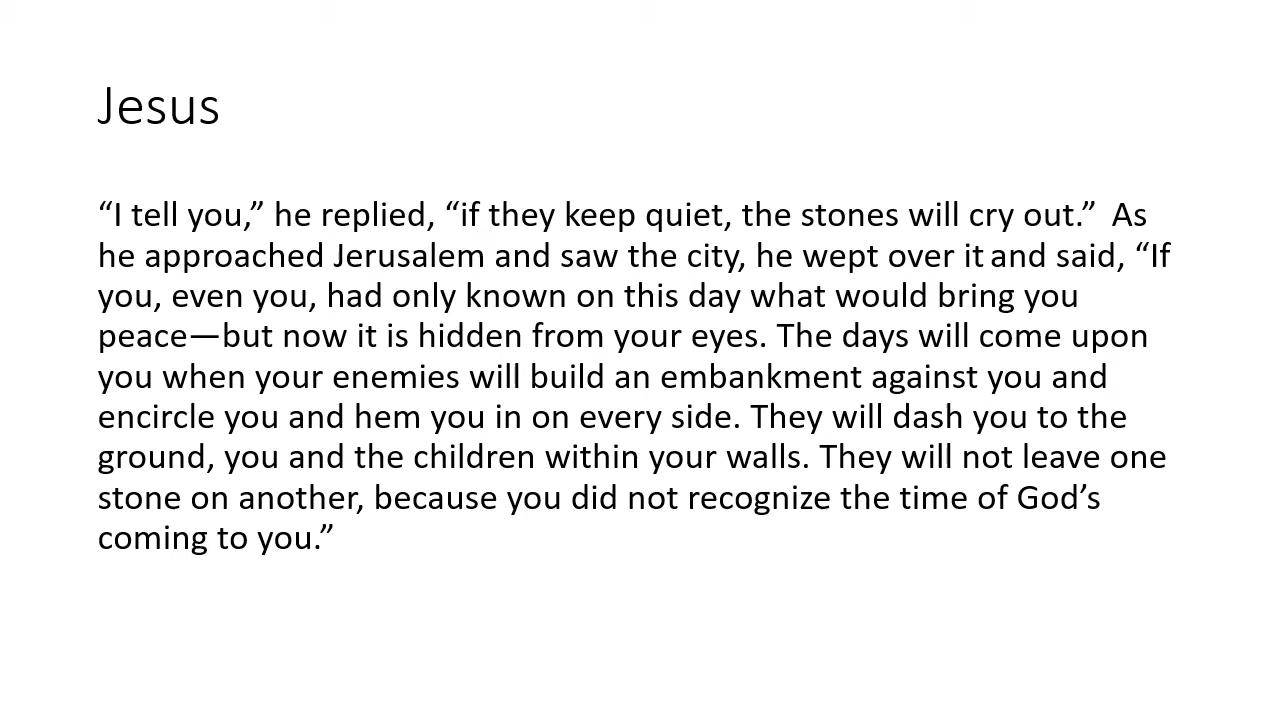 Jesus
“I tell you,” he replied, “if they keep quiet, the stones will cry out.”  As
he approached Jerusalem and saw the city, he wept over it and said, “If
you, even you, had only known on this day what would bring you
peace—but now it is hidden from your eyes. The days will come upon
you when your enemies will build an embankment against you and
encircle you and hem you in on every side. They will dash you to the
ground, you and the children within your walls. They will not leave one
stone on another, because you did not recognize the time of God’s
coming to you.”